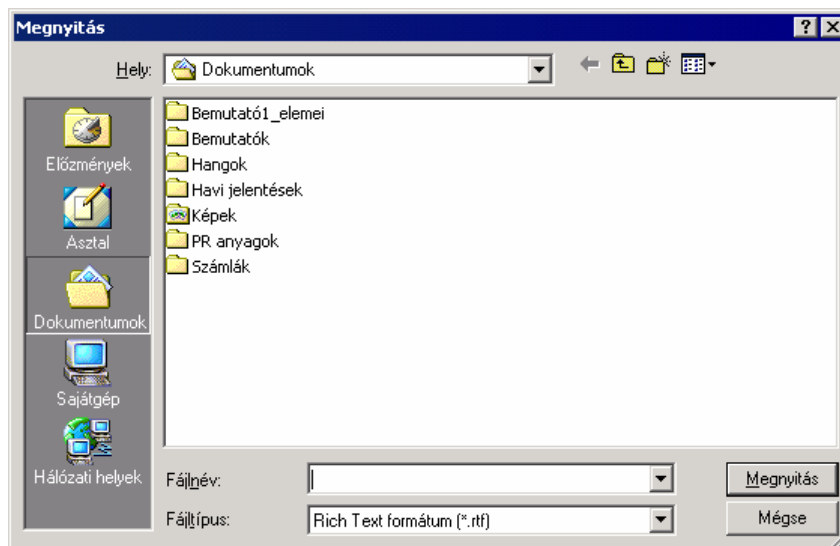 Megnyitás
Hely: Dokumentumok
Előzmények
Asztal
Dokumentumok
Sajátgép
Hálózati helyek
Bemutató1_elemei
Bemutatók
Hangok
Havi jelentések
Képek
PR anyagok
Számlák
Fájlnév:
Megnyitás
Fájltípus: Rich Text formátum (*.rtf)
Mégse